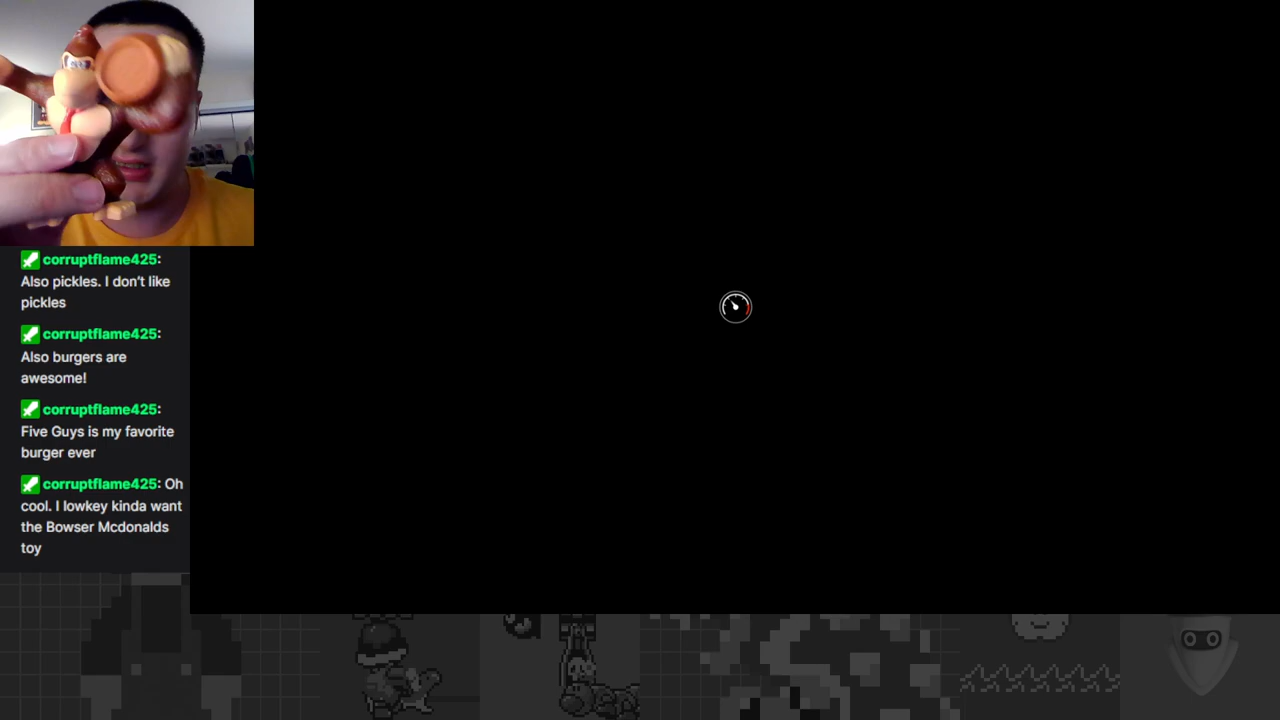 corruptflame425:
Also pickles. I don't like
pickles
corruptflame425:
Also burgers are
awesome!
corruptflame425:
Five Guys is my favorite
burger ever
corruptflame425: Oh
cool. I lowkey kinda want
the Bowser Mcdonalds
toy